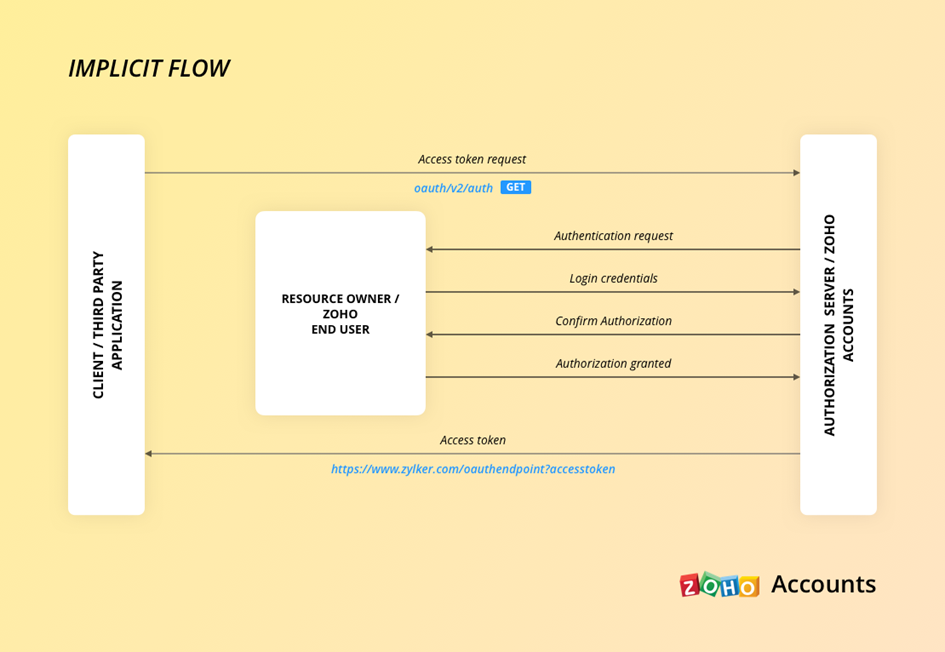 IMPLICIT FLOW
Access token request
oauth/v2/auth GET
CLIENT / THIRD PARTY
APPLICATION
RESOURCE OWNER /
ZOHO
END USER
Authentication request
Login credentials
Confirm Authorization
Authorization granted
AUTHORIZATION SERVER / ZOHO
ACCOUNTS
Access token
https://www.zylker.com/oauthendpoint?accesstoken
ZOHO Accounts